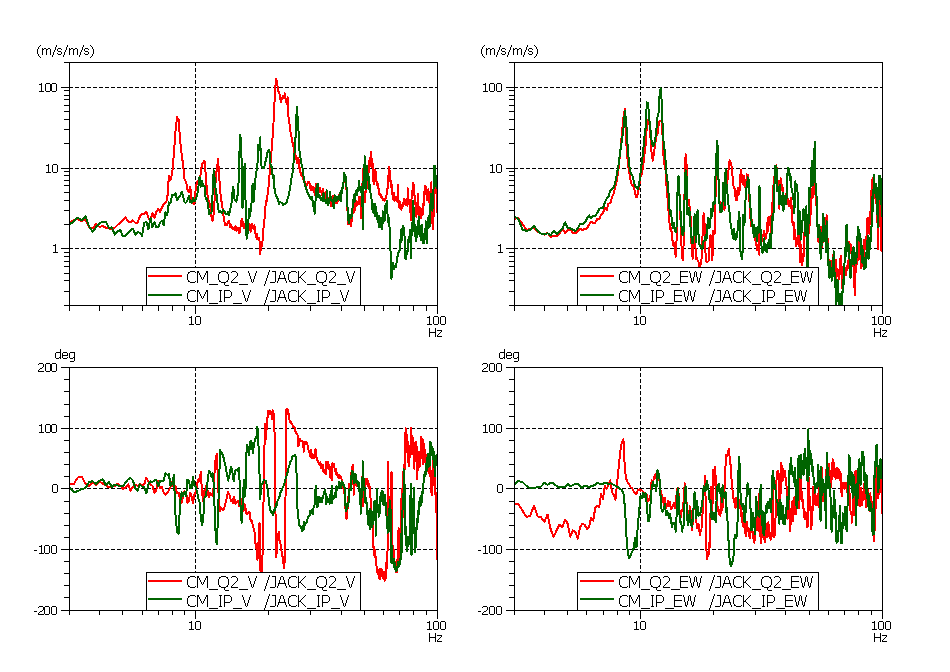 (m/s/m/s) (m/s/m/s)
100 100
10 10
1 1
CM_Q2_V /JACK_Q2_V CM_Q2_EW /JACK_Q2_EW
CM_IP_V /JACK_IP_V CM_IP_EW /JACK_IP_EW
10 100 10 100
Hz Hz
deg deg
200 200
100 100
0 0
-100 -100
CM_Q2_V /JACK_Q2_V CM_Q2_EW /JACK_Q2_EW
CM_IP_V /JACK_IP_V CM_IP_EW /JACK_IP_EW
-200 -200
10 100 10 100
Hz Hz